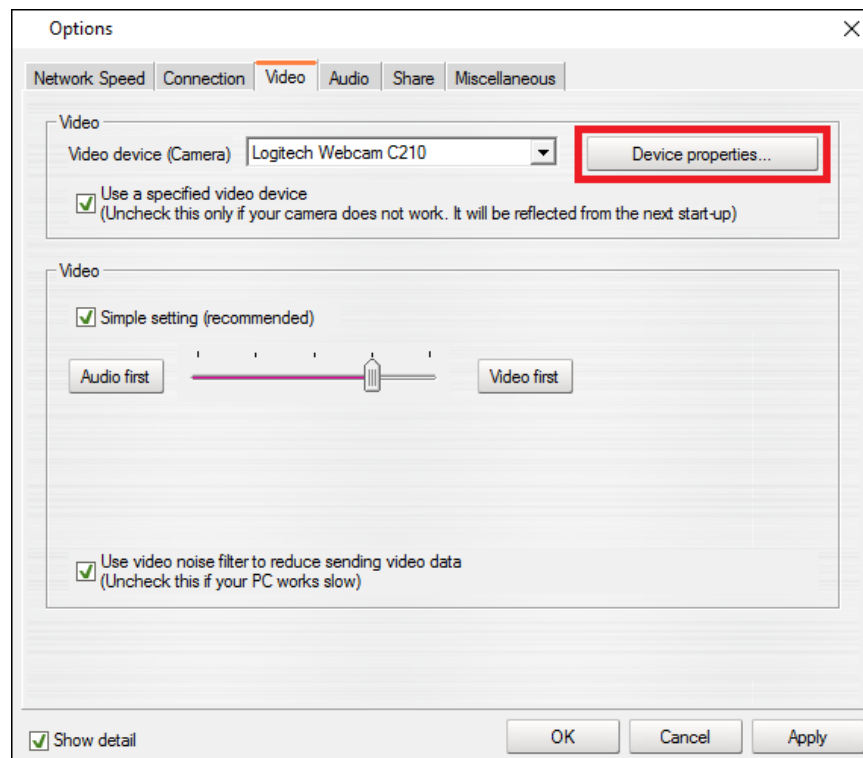 Options
Network Speed Connection Video Audio Share Miscellaneous
Video
Video device (Camera) Logitech Webcam C210 Device properties...
Use a specified video device
(Uncheck this only if your camera does not work. It will be reflected from the next start-up)
Video
Simple setting (recommended)
Audio first Video first
Use video noise filter to reduce sending video data
(Uncheck this if your PC works slow)
Show detail OK Cancel Apply